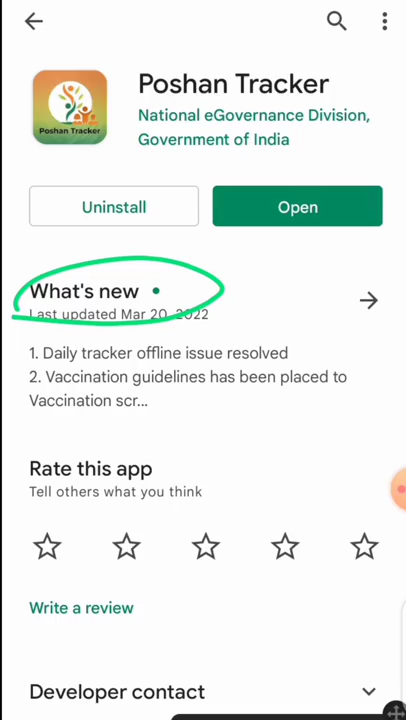 Poshan Tracker
Poshan Tracker
National eGovernance Division,
Government of India
Uninstall
Open
What's new
Last updated Mar 20, 2022
1. Daily tracker offline issue resolved
2. Vaccination guidelines has been placed to
Vaccination scr...
Rate this app
Tell others what you think
Write a review
Developer contact